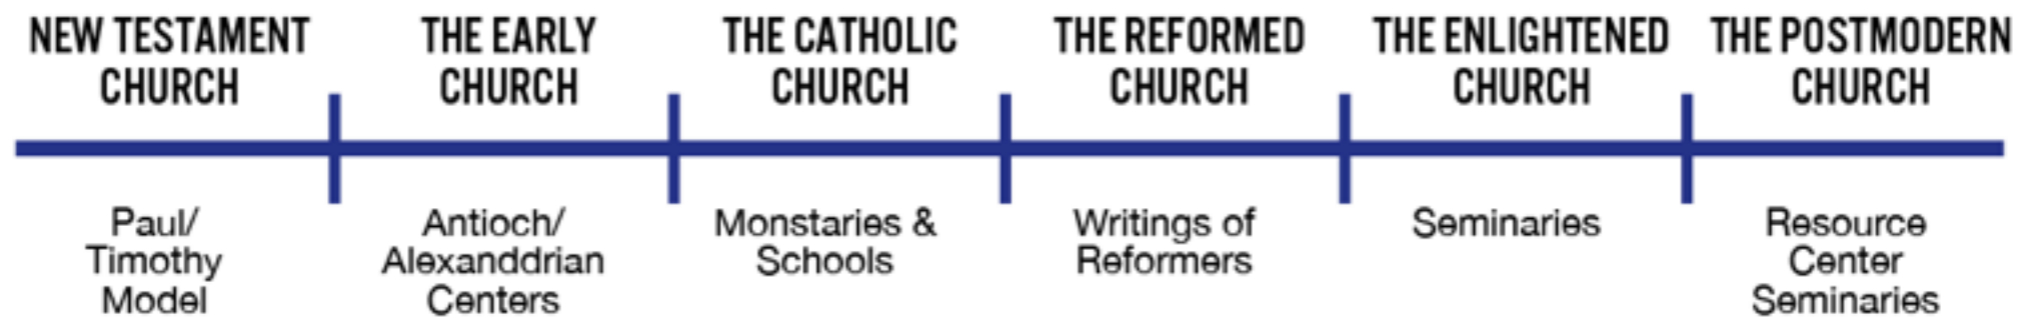 NEW TESTAMENT
CHURCH
THE EARLY
CHURCH
THE CATHOLIC
CHURCH
THE REFORMED
CHURCH
THE ENLIGHTENED
CHURCH
THE POSTMODERN
CHURCH
Paul/
Timothy
Model
Antioch/
Alexanddrian
Centers
Monstaries &
Schools
Writings of
Reformers
Seminaries
Resource
Center
Seminaries